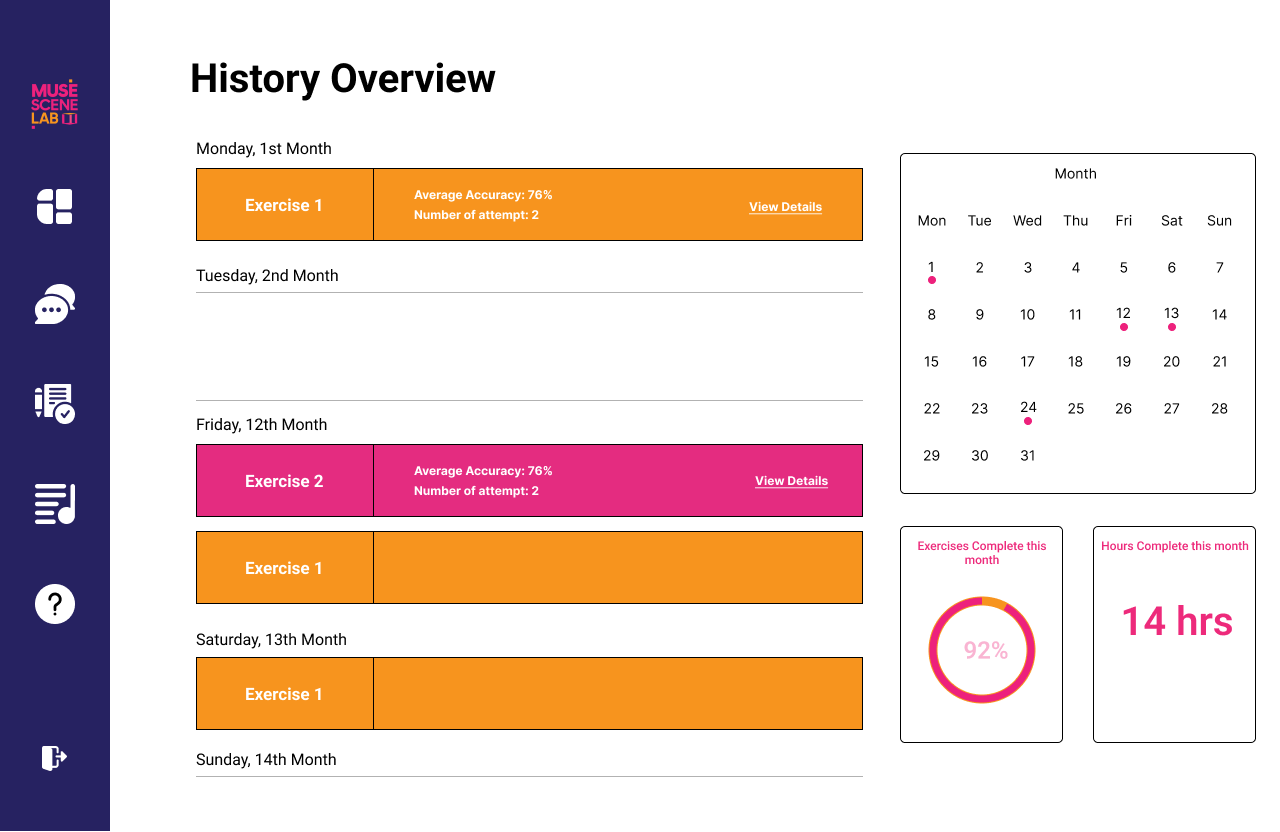 MUSE
SCENE
LAB
History Overview
Monday, 1st Month
Exercise 1
Average Accuracy: 76%
Number of attempt: 2
View Details
Tuesday, 2nd Month
Friday, 12th Month
Exercise 2
Average Accuracy: 76%
Number of attempt: 2
View Details
Exercise 1
Saturday, 13th Month
Exercise 1
Sunday, 14th Month
Month
Mon Tue Wed Thu Fri Sat Sun
1 2 3 4 5 6 7
8 9 10 11 12 13 14
15 16 17 18 19 20 21
22 23 24 25 26 27 28
29 30 31
Exercises Complete this
month
92%
Hours Complete this month
14 hrs
?